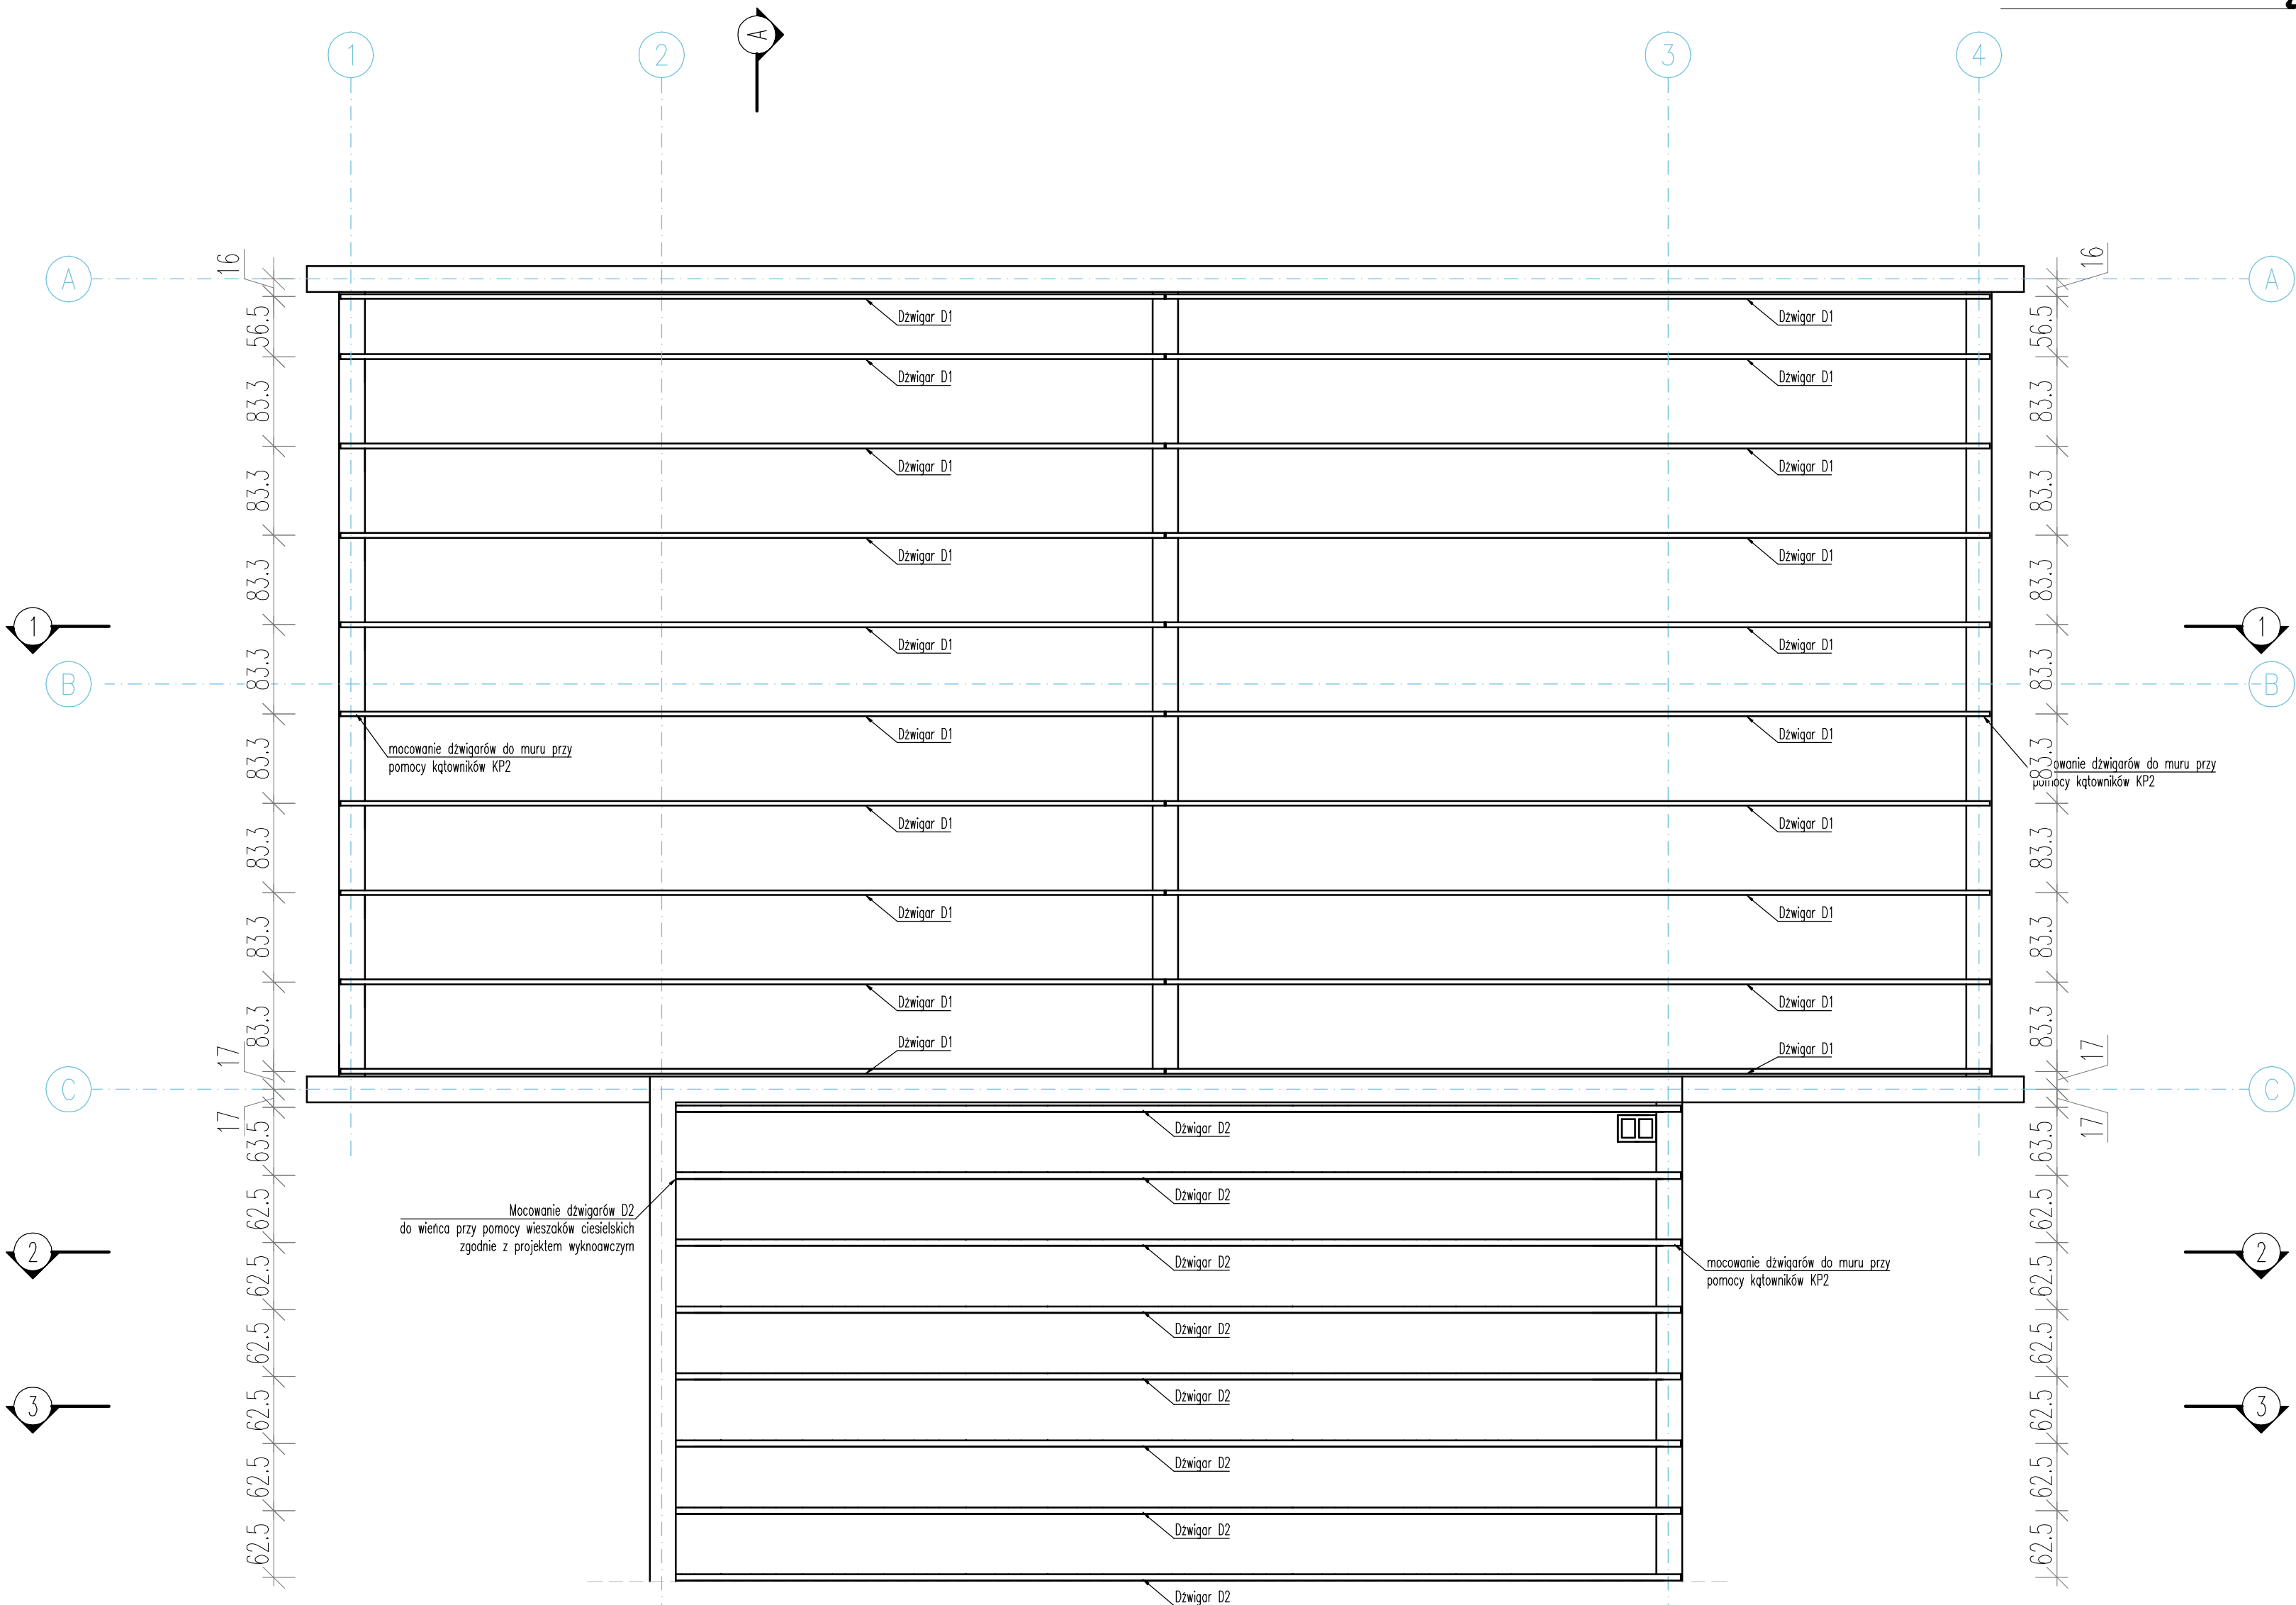 A
1
2
3
4
A
16
16
A
56.5
56.5
Dźwigar D1
Dźwigar D1
83.3
Dźwigar D1
Dźwigar D1
83.3
83.3
Dźwigar D1
Dźwigar D1
83.3
83.3
Dźwigar D1
Dźwigar D1
83.3
1
1
83.3
Dźwigar D1
Dźwigar D1
83.3
B
B
83.3
Dźwigar D1
Dźwigar D1
83.3
mocowanie dźwigarów do muru przy
pomocy kątowników KP2
owanie dźwigarów do muru przy
pomocy kątowników KP2
83.3
Dźwigar D1
Dźwigar D1
83.3
83.3
Dźwigar D1
Dźwigar D1
83.3
83.3
Dźwigar D1
Dźwigar D1
83.3
Dźwigar D1
Dźwigar D1
17
17
C
C
17
17
63.5
Dźwigar D2
63.5
62.5
Dźwigar D2
62.5
Mocowanie dźwigarów D2
do wieńca przy pomocy wieszaków ciesielskich
zgodnie z projektem wyknoawczym
2
2
62.5
Dźwigar D2
mocowanie dźwigarów do muru przy
pomocy kątowników KP2
62.5
62.5
Dźwigar D2
62.5
3
3
62.5
Dźwigar D2
62.5
62.5
Dźwigar D2
62.5
62.5
Dźwigar D2
62.5
Dźwigar D2